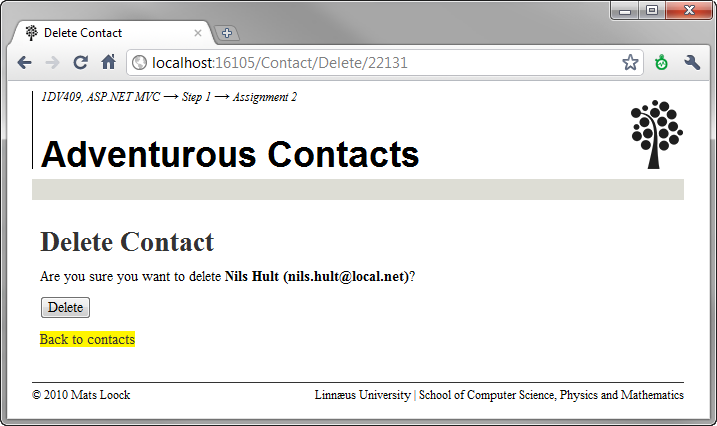 Delete Contact
localhost:16105/Contact/Delete/22131
1DV409, ASP.NET MVC → Step 1 → Assignment 2
Adventurous Contacts
Delete Contact
Are you sure you want to delete Nils Hult (nils.hult@local.net)?
Delete
Back to contacts
© 2010 Mats Loock
Linnæus University | School of Computer Science, Physics and Mathematics